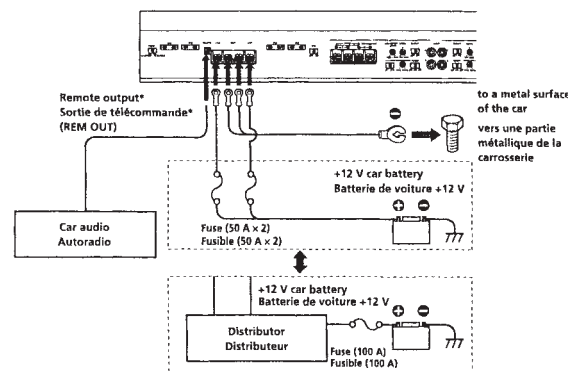 Remote output*
Sortie de télécommande*
(REM OUT)
to a metal surface
of the car
vers une partie
métallique de la
carrosserie
+12 V car battery
Batterie de voiture +12 V
Car audio
Autoradio
Fuse (50 A × 2)
Fusible (50 A × 2)
+12 V car battery
Batterie de voiture +12 V
Distributor
Distributeur
Fuse (100 A)
Fusible (100 A)